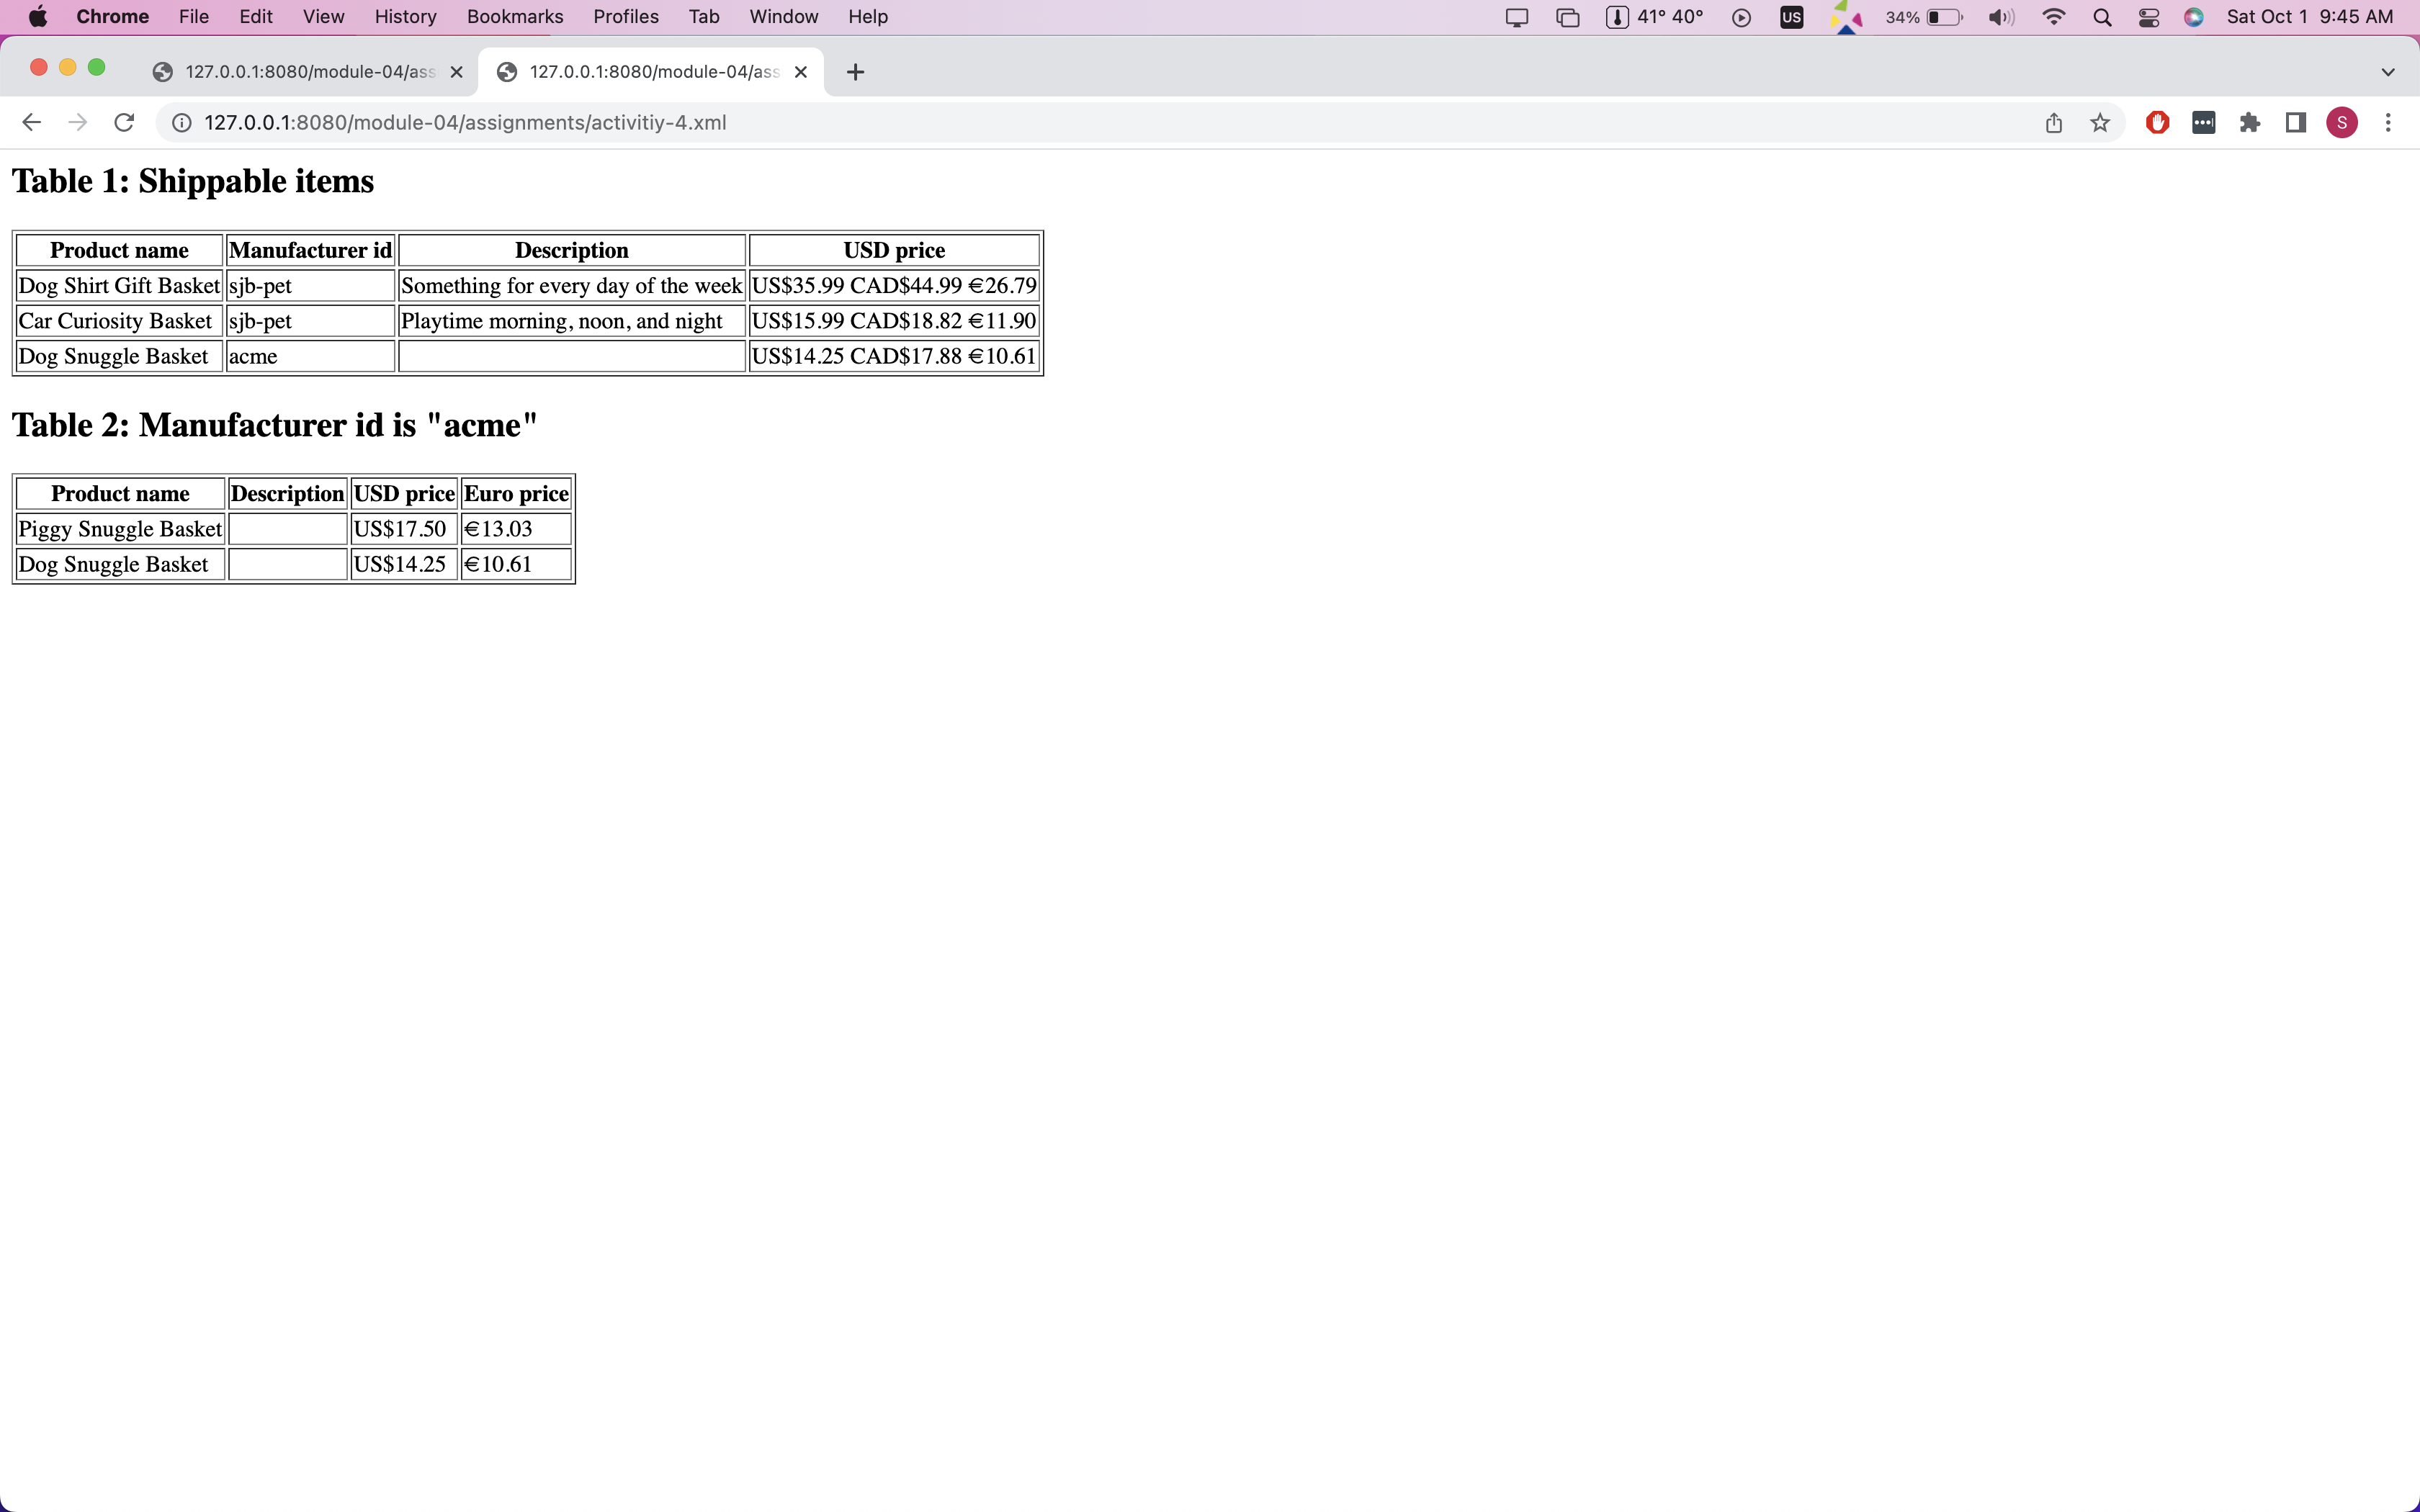 Chrome File Edit View History Bookmarks Profiles Tab Window Help 41° 40° US 34% Sat Oct 1 9:45 AM
127.0.0.1:8080/module-04/ass 127.0.0.1:8080/module-04/ass
127.0.0.1:8080/module-04/assignments/activitiy-4.xml S
Table 1: Shippable items
Product name Manufacturer id Description USD price
Dog Shirt Gift Basket sjb-pet Something for every day of the week US$35.99 CAD$44.99 €26.79
Car Curiosity Basket sjb-pet Playtime morning, noon, and night US$15.99 CAD$18.82 €11.90
Dog Snuggle Basket acme US$14.25 CAD$17.88 €10.61
Table 2: Manufacturer id is "acme"
Product name Description USD price Euro price
Piggy Snuggle Basket US$17.50 €13.03
Dog Snuggle Basket US$14.25 €10.61